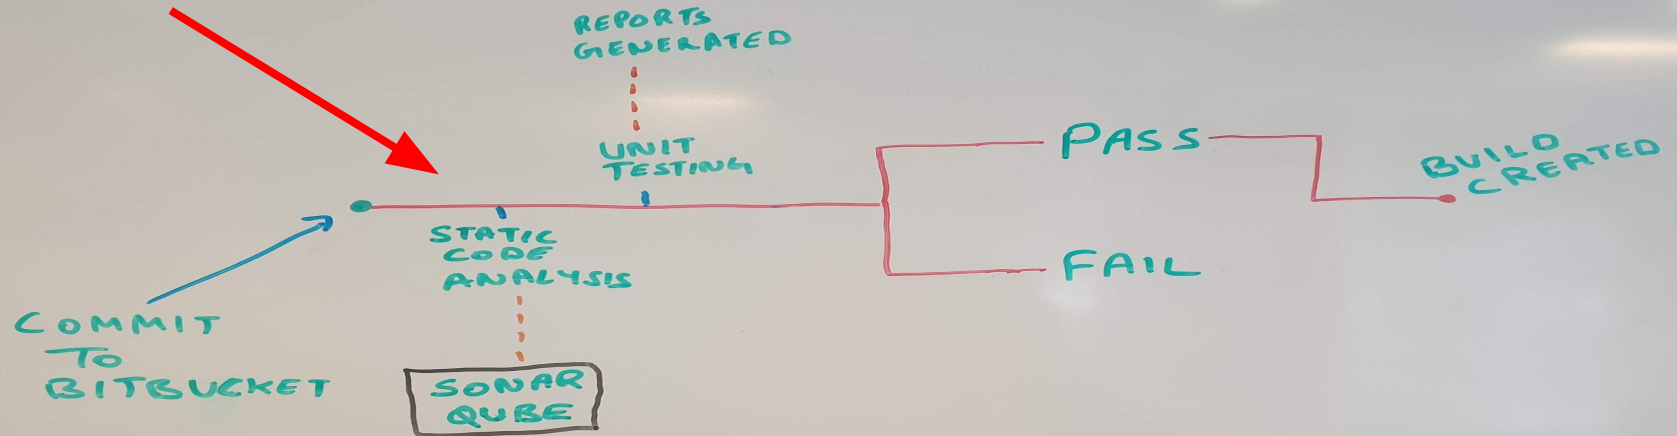 REPORTS
GENERATED
UNIT
TESTING
STATIC
CODE
ANALYSIS
COMMIT
TO
BITBUCKET
SONAR
QUBE
PASS
FAIL
BUILD
CREATED